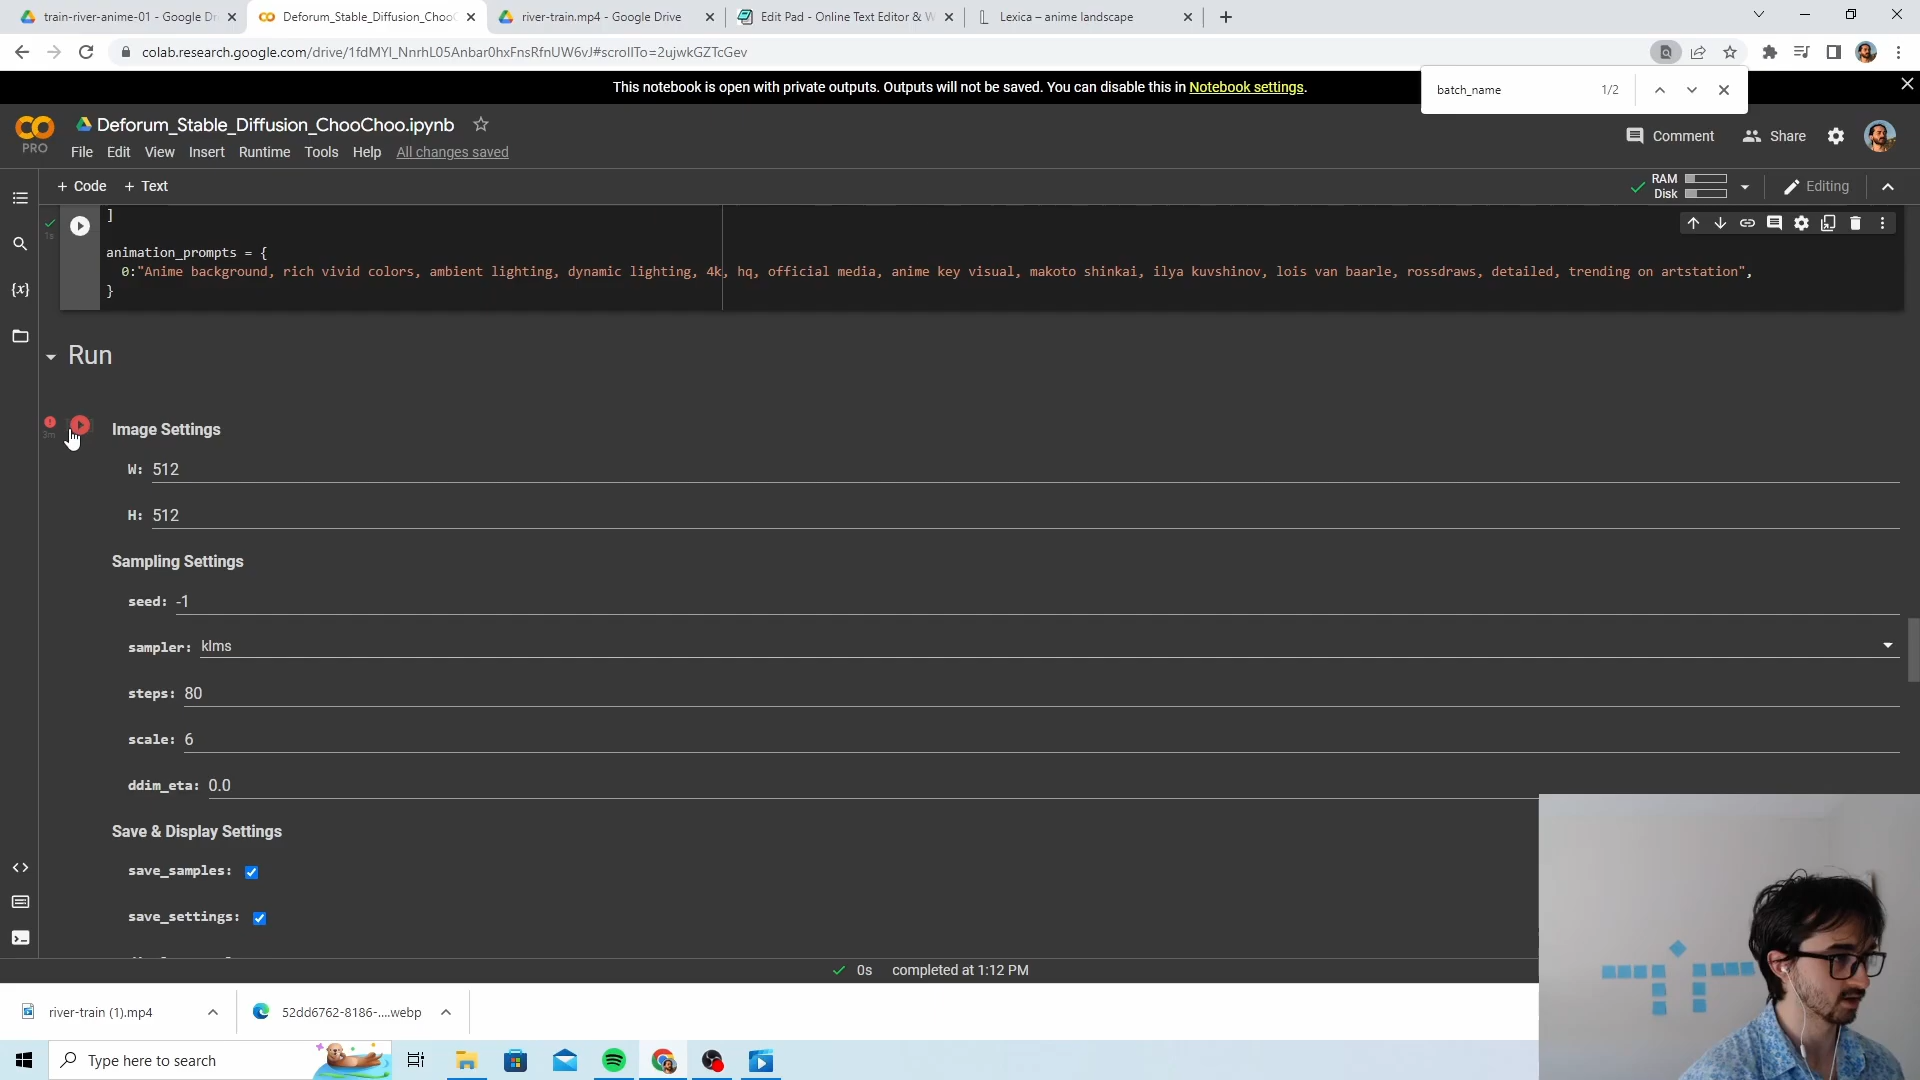 train-river-anime-01 - Google Dr
Deforum_Stable_Diffusion_Choo
river-train.mp4 - Google Drive
Edit Pad - Online Text Editor & W
Lexica – anime landscape
colab.research.google.com/drive/1fdMYl_NnrhL05Anbar0hxFnsRfnUW6vJ#scrollTo=2ujwkGZTcGev
This notebook is open with private outputs. Outputs will not be saved. You can disable this in Notebook settings.
batch_name 1/2
PRO
Deforum_Stable_Diffusion_ChooChoo.ipynb
File Edit View Insert Runtime Tools Help All changes saved
Comment Share
+ Code + Text
RAM
Disk
Editing
1s
]
animation_prompts = {
0:"Anime background, rich vivid colors, ambient lighting, dynamic lighting, 4k, hq, official media, anime key visual, makoto shinkai, ilya kuvshinov, lois van baarle, rossdraws, detailed, trending on artstation",
}
{x}
Run
3m
Image Settings
W: 512
H: 512
Sampling Settings
seed: -1
sampler: klms
steps: 80
scale: 6
ddim_eta: 0.0
Save & Display Settings
save_samples:
save_settings:
0s completed at 1:12 PM
river-train (1).mp4
52dd6762-8186-....webp
Type here to search